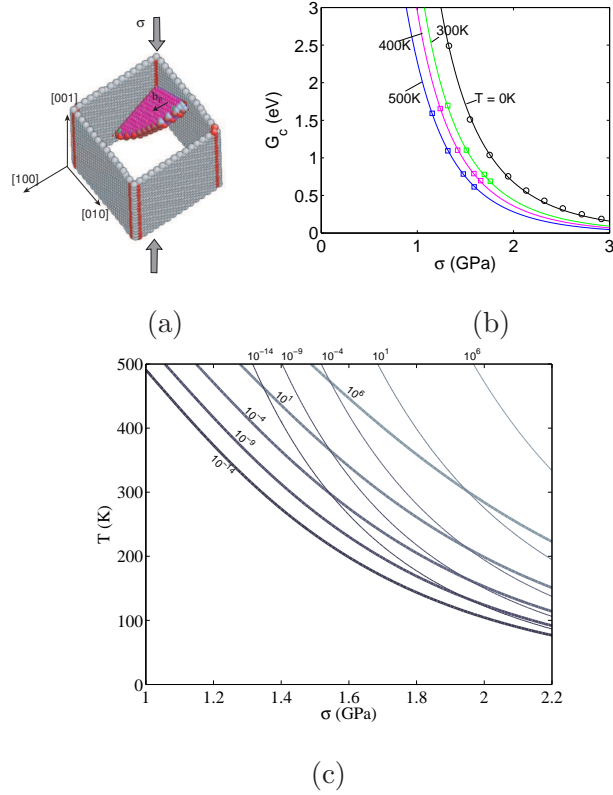 (a)
σ
[001]
b_p
[100]
[010]
(b)
G_c (eV)
3
2.5
2
1.5
1
0.5
0
300K
400K
500K
T = 0K
0 1 2 3
σ (GPa)
(a) (b)
10^-14 10^-9 10^-4 10^1 10^6
500
400
300
200
100
0
T (K)
10^6
10^1
10^-4
10^-9
10^-14
1 1.2 1.4 1.6 1.8 2 2.2
σ (GPa)
(c)